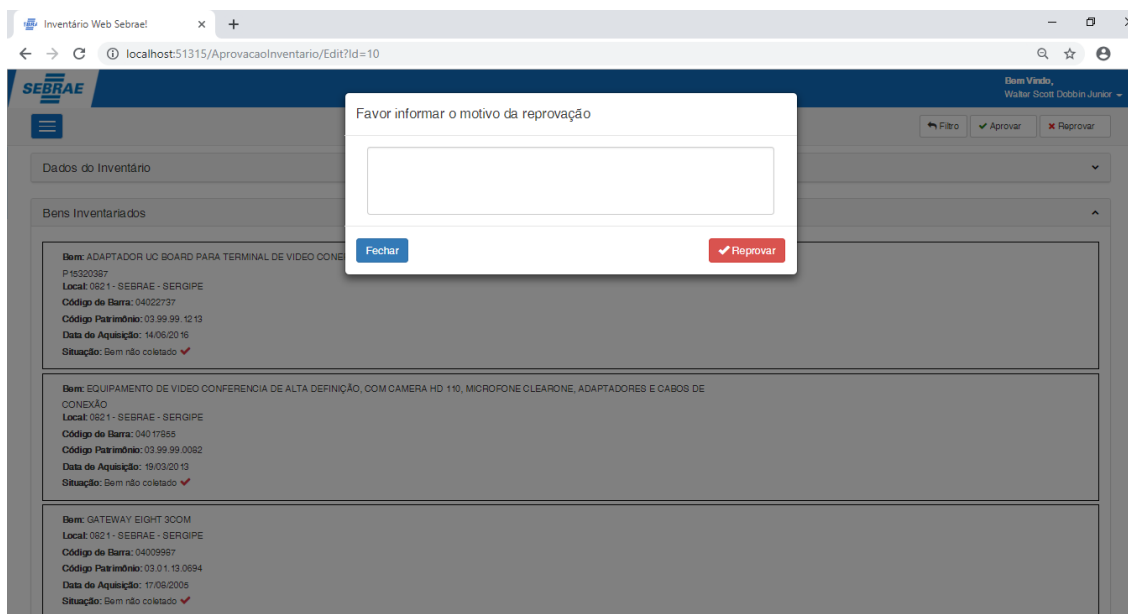 Inventário Web Sebrae!
localhost:51315/AprovacaoInventario/Edit?Id=10
SEBRAE
Bem Vindo,
Walter Scott Dobbin Junior
Favor informar o motivo da reprovação
Filtro
Aprovar
Reprovar
Dados do Inventário
Bens Inventariados
Fechar
Reprovar
Bem: ADAPTADOR UC BOARD PARA TERMINAL DE VIDEO CONE
P15320387
Local: 0821 - SEBRAE - SERGIPE
Código de Barra: 04022737
Código Patrimônio: 03.99.99.1213
Data de Aquisição: 14/06/2016
Situação: Bem não coletado
Bem: EQUIPAMENTO DE VIDEO CONFERENCIA DE ALTA DEFINIÇÃO, COM CAMERA HD 110, MICROFONE CLEARONE, ADAPTADORES E CABOS DE
CONEXÃO
Local: 0821 - SEBRAE - SERGIPE
Código de Barra: 04017855
Código Patrimônio: 03.99.99.0082
Data de Aquisição: 19/03/2013
Situação: Bem não coletado
Bem: GATEWAY EIGHT 3COM
Local: 0821 - SEBRAE - SERGIPE
Código de Barra: 04009987
Código Patrimônio: 03.01.13.0694
Data de Aquisição: 17/08/2005
Situação: Bem não coletado